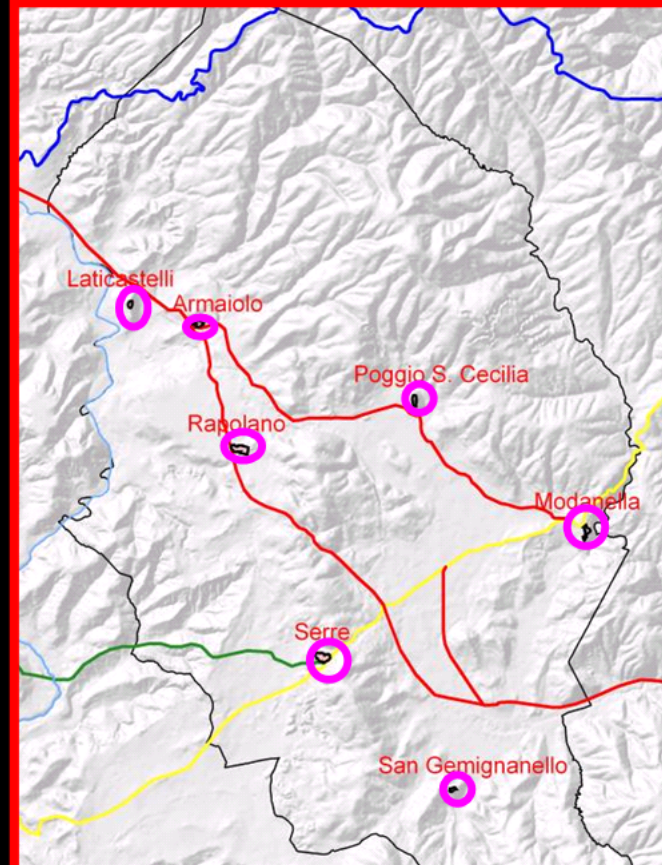 Laticastelli
Armaiolo
Poggio S. Cecilia
Rapolano
Modanella
Serre
San Gemignanello